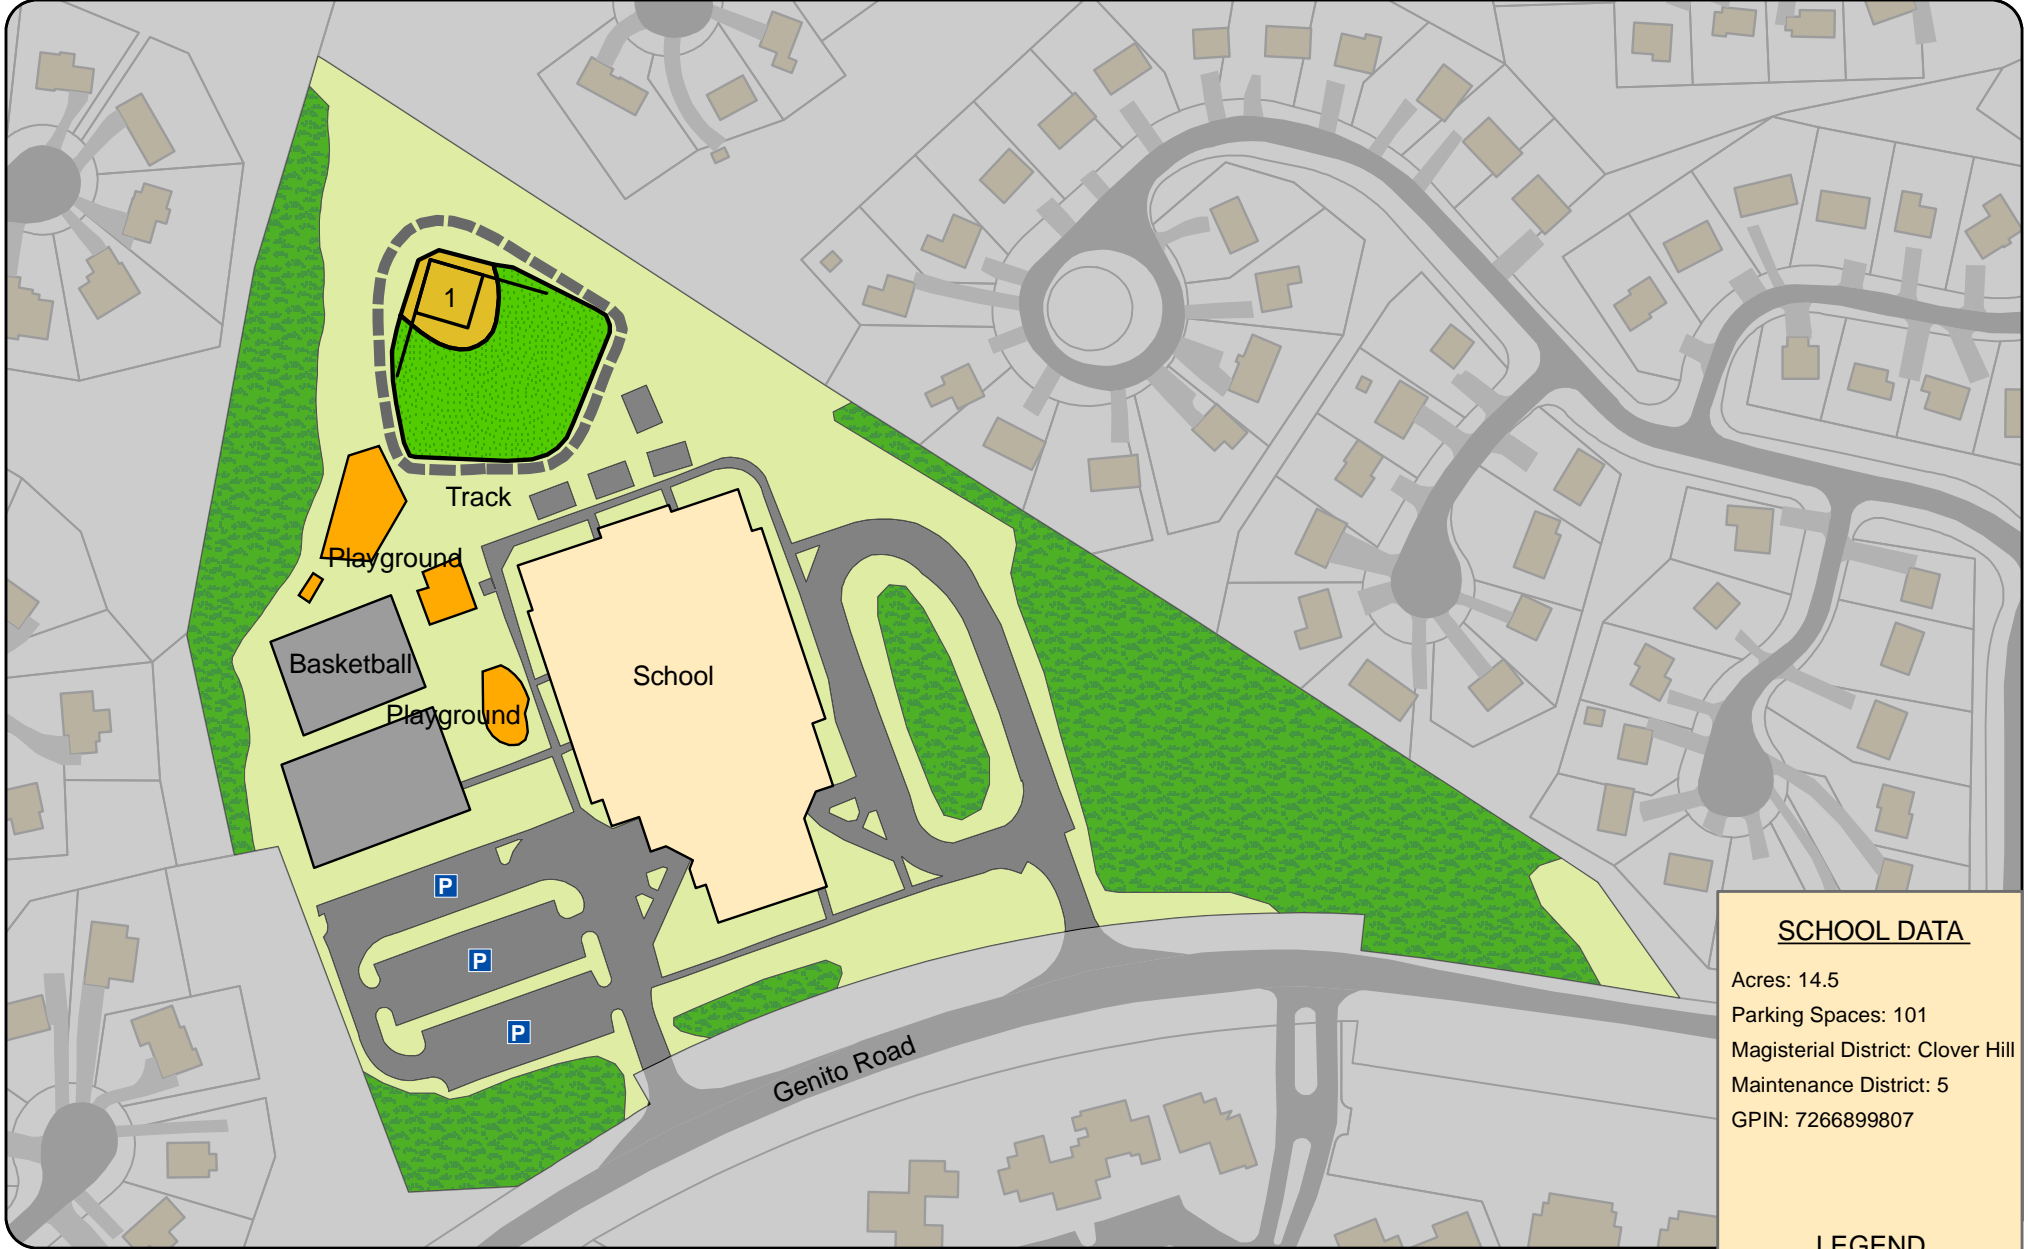 1
Track
Playground
Basketball
School
Playground
P
P
P
Genito Road
SCHOOL DATA
Acres: 14.5
Parking Spaces: 101
Magisterial District: Clover Hill
Maintenance District: 5
GPIN: 7266899807
LEGEND